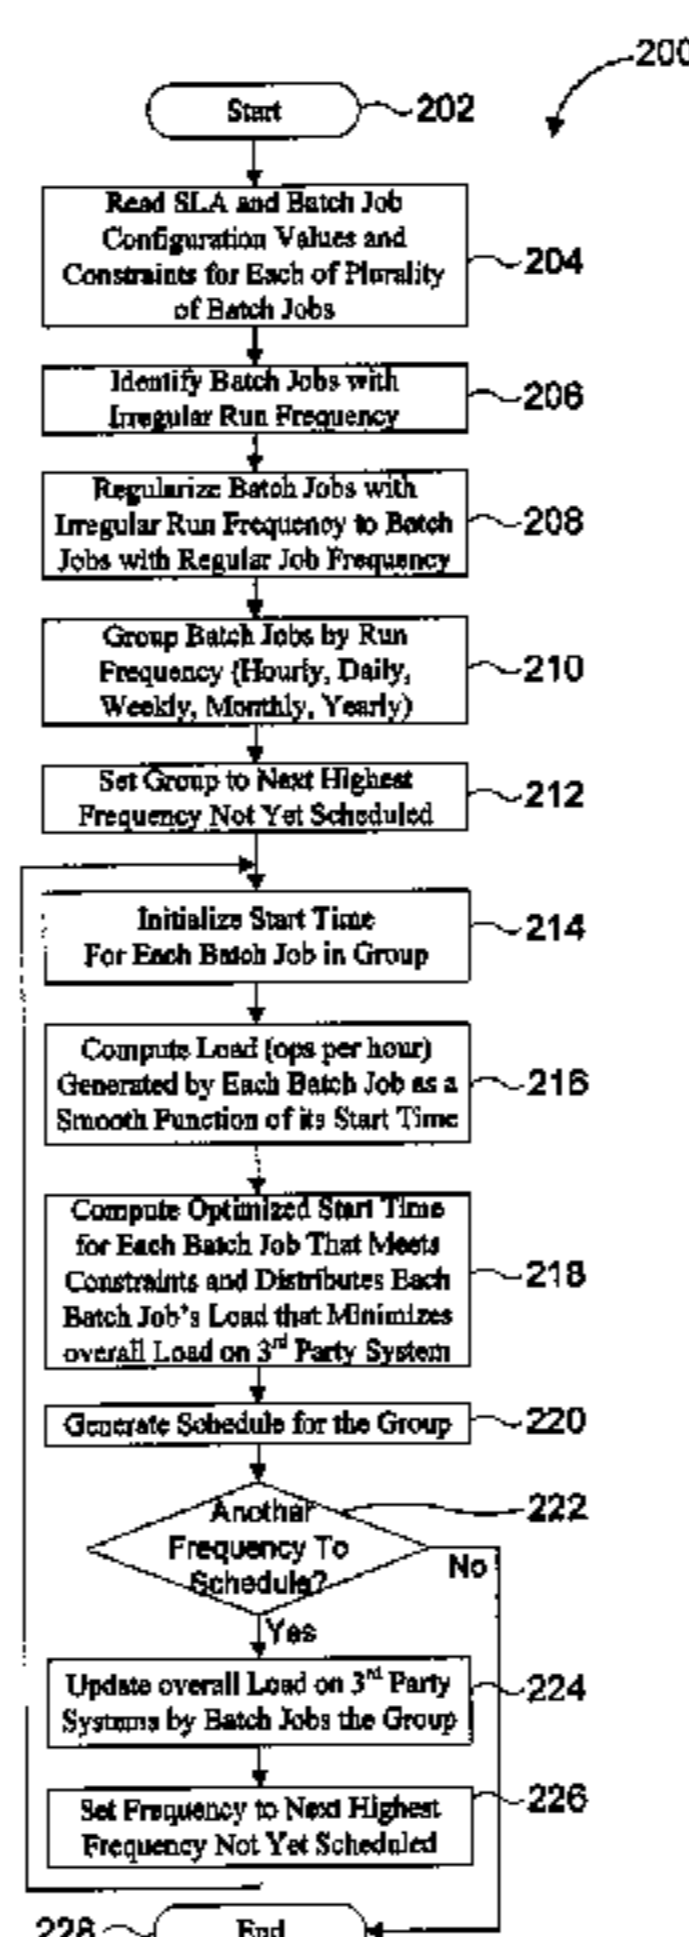 200
Start
202
Read SLA and Batch Job
Configuration Values and
Constraints for Each of Plurality
of Batch Jobs
204
Identify Batch Jobs with
Irregular Run Frequency
206
Regularize Batch Jobs with
Irregular Run Frequency to Batch
Jobs with Regular Job Frequency
208
Group Batch Jobs by Run
Frequency (Hourly, Daily,
Weekly, Monthly, Yearly)
210
Set Group to Next Highest
Frequency Not Yet Scheduled
212
Initialize Start Time
For Each Batch Job in Group
214
Compute Load (ops per hour)
Generated by Each Batch Job as a
Smooth Function of its Start Time
216
Compute Optimized Start Time
for Each Batch Job That Meets
Constraints and Distributes Each
Batch Job's Load that Minimizes
overall Load on 3rd Party System
218
Generate Schedule for the Group
220
Another
Frequency To
Schedule?
222
No
Yes
Update overall Load on 3rd Party
Systems by Batch Jobs the Group
224
Set Frequency to Next Highest
Frequency Not Yet Scheduled
226
228
End